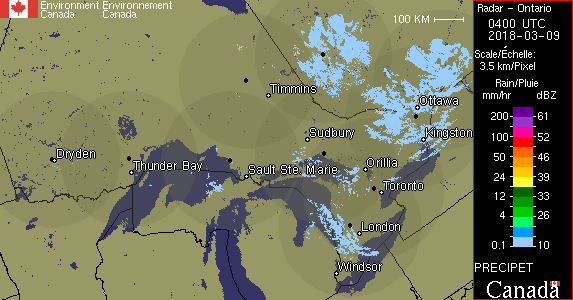 Environment Environnement
Canada Canada
100 KM
Radar - Ontario
0400 UTC
2018-03-09
Scale/Échelle:
3.5 km/Pixel
Rain/Pluie
mm/hr dBZ
200 61
100 52
50 46
24 39
12 33
4 26
0.1 10
PRECIPET
Canada
Timmins
Ottawa
Sudbury
Kingston
Dryden
Thunder Bay
Sault Ste. Marie
Orillia
Toronto
London
Windsor